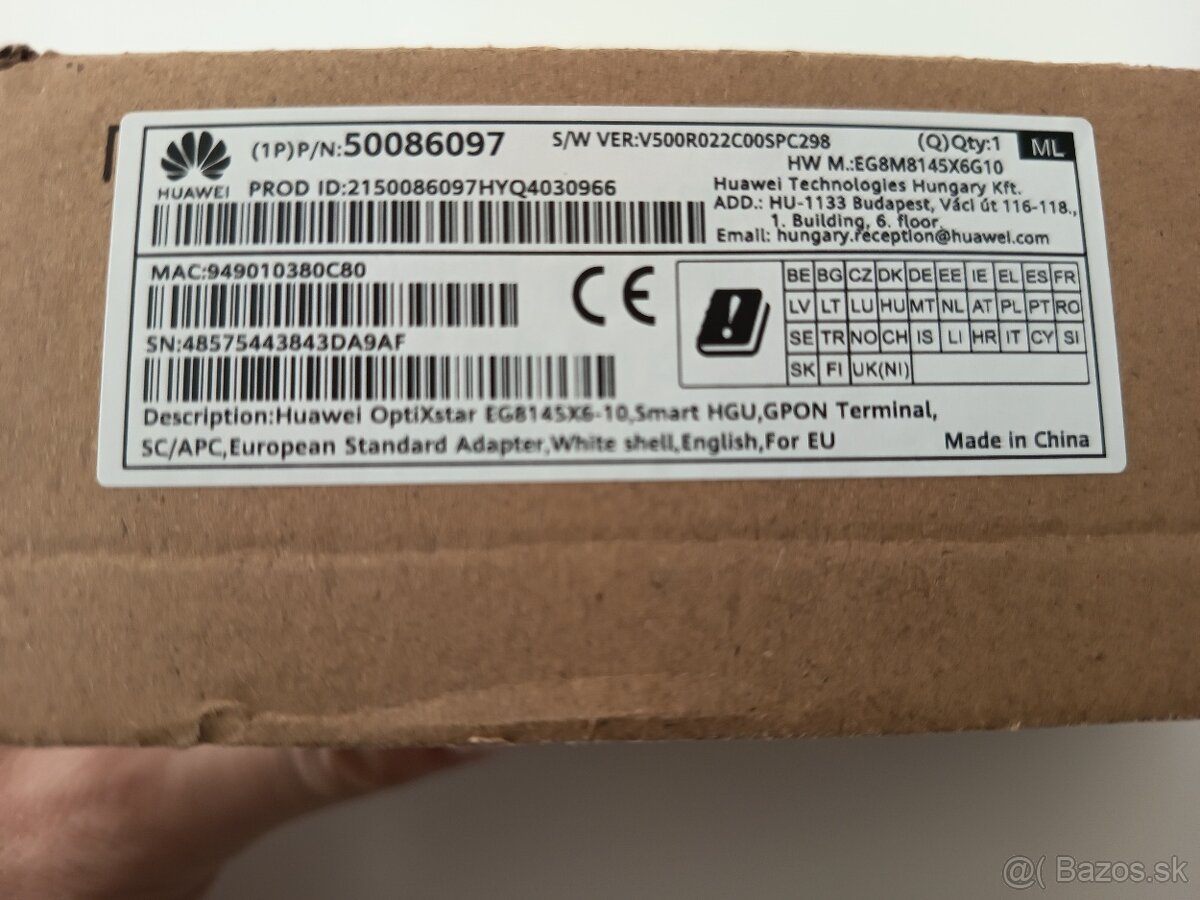 HUAWEI
(1P)P/N:50086097
S/W VER:V500R022C00SPC298
(Q)Qty:1
ML
HW M.:EG8M8145X6G10
PROD ID:2150086097HYQ4030966
Huawei Technologies Hungary Kft.
ADD.: HU-1133 Budapest, Váci út 116-118.,
1. Building, 6. floor.
Email: hungary.reception@huawei.com
MAC:949010380C80
CE
SN:48575443843DA9AF
BE BG CZ DK DE EE IE EL ES FR
LV LT LU HU MT NL AT PL PT RO
SE TR NO CH IS LI HR IT CY SI
SK FI UK(NI)
Description:Huawei OptiXstar EG8145X6-10,Smart HGU,GPON Terminal,
SC/APC,European Standard Adapter,White shell,English,For EU
Made in China
@( Bazos.sk